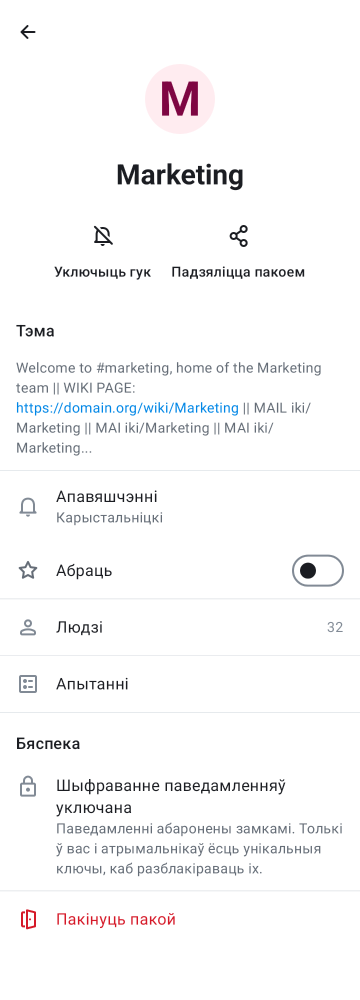 M
Marketing
Уключыць гук
Падзяліцца пакоем
Тэма
Welcome to #marketing, home of the Marketing
team || WIKI PAGE:
https://domain.org/wiki/Marketing || MAIL iki/
Marketing || MAI iki/Marketing || MAI iki/
Marketing...
Апавяшчэнні
Карыстальніцкі
Абраць
Людзі 32
Апытанні
Бяспека
Шыфраванне паведамленняў
уключана
Паведамленні абаронены замкамі. Толькі
ў вас і атрымальнікаў ёсць унікальныя
ключы, каб разблакіраваць іх.
Пакінуць пакой